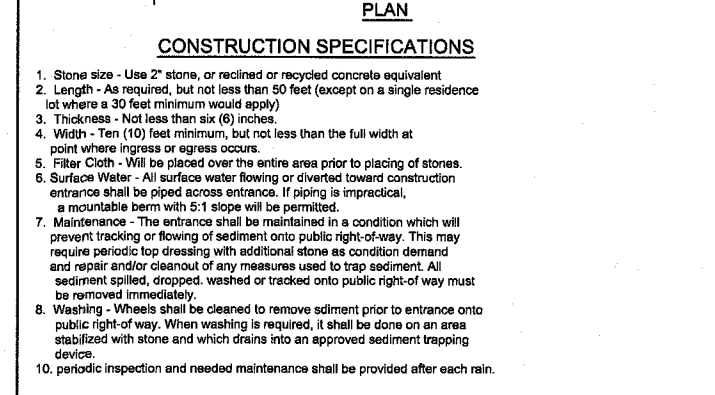 PLAN
CONSTRUCTION SPECIFICATIONS
1. Stone size - Use 2" stone, or reclined or recycled concrete equivalent
2. Length - As required, but not less than 50 feet (except on a single residence
lot where a 30 feet minimum would apply)
3. Thickness - Not less than six (6) inches.
4. Width - Ten (10) feet minimum, but not less than the full width at
point where ingress or egress occurs.
5. Filter Cloth - Will be placed over the entire area prior to placing of stones.
6. Surface Water - All surface water flowing or diverted toward construction
entrance shall be piped across entrance. If piping is impractical,
a mountable berm with 5:1 slope will be permitted.
7. Maintenance - The entrance shall be maintained in a condition which will
prevent tracking or flowing of sediment onto public right-of-way. This may
require periodic top dressing with additional stone as condition demand
and repair and/or cleanout of any measures used to trap sediment. All
sediment spilled, dropped. washed or tracked onto public right-of way must
be removed immediately.
8. Washing - Wheels shall be cleaned to remove sdiment prior to entrance onto
public right-of way. When washing is required, it shall be done on an area
stabifized with stone and which drains into an approved sediment trapping
device.
10. periodic inspection and needed maintenance shall be provided after each rain.